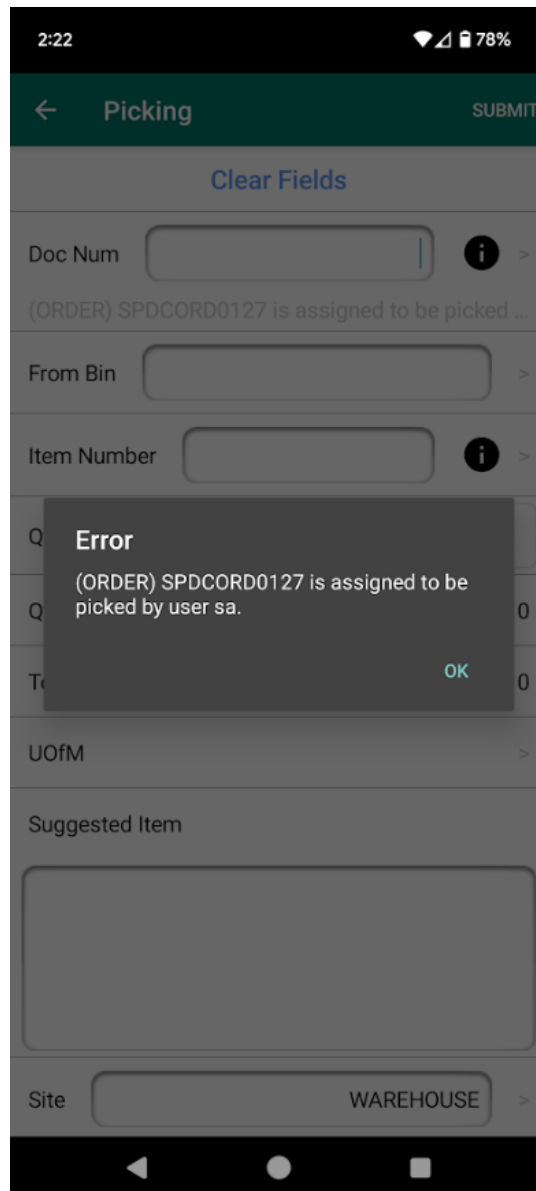 2:22 78%
Picking SUBMIT
Clear Fields
Doc Num
(ORDER) SPDCORD0127 is assigned to be picked ...
From Bin >
Item Number >
Q
Error
(ORDER) SPDCORD0127 is assigned to be
picked by user sa.
Q 0
OK
To 0
UOfM >
Suggested Item
Site WAREHOUSE >